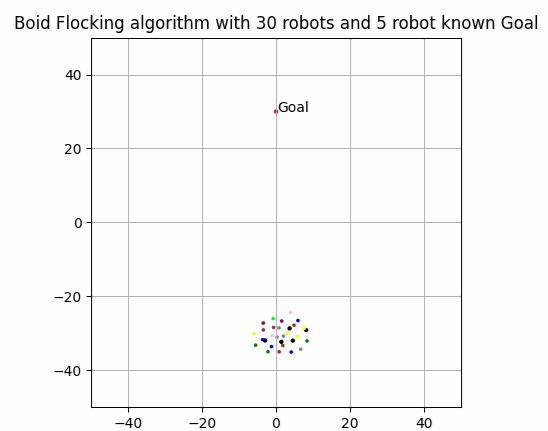 Boid Flocking algorithm with 30 robots and 5 robot known Goal
40
Goal
20
0
−20
−40
−40 −20 0 20 40